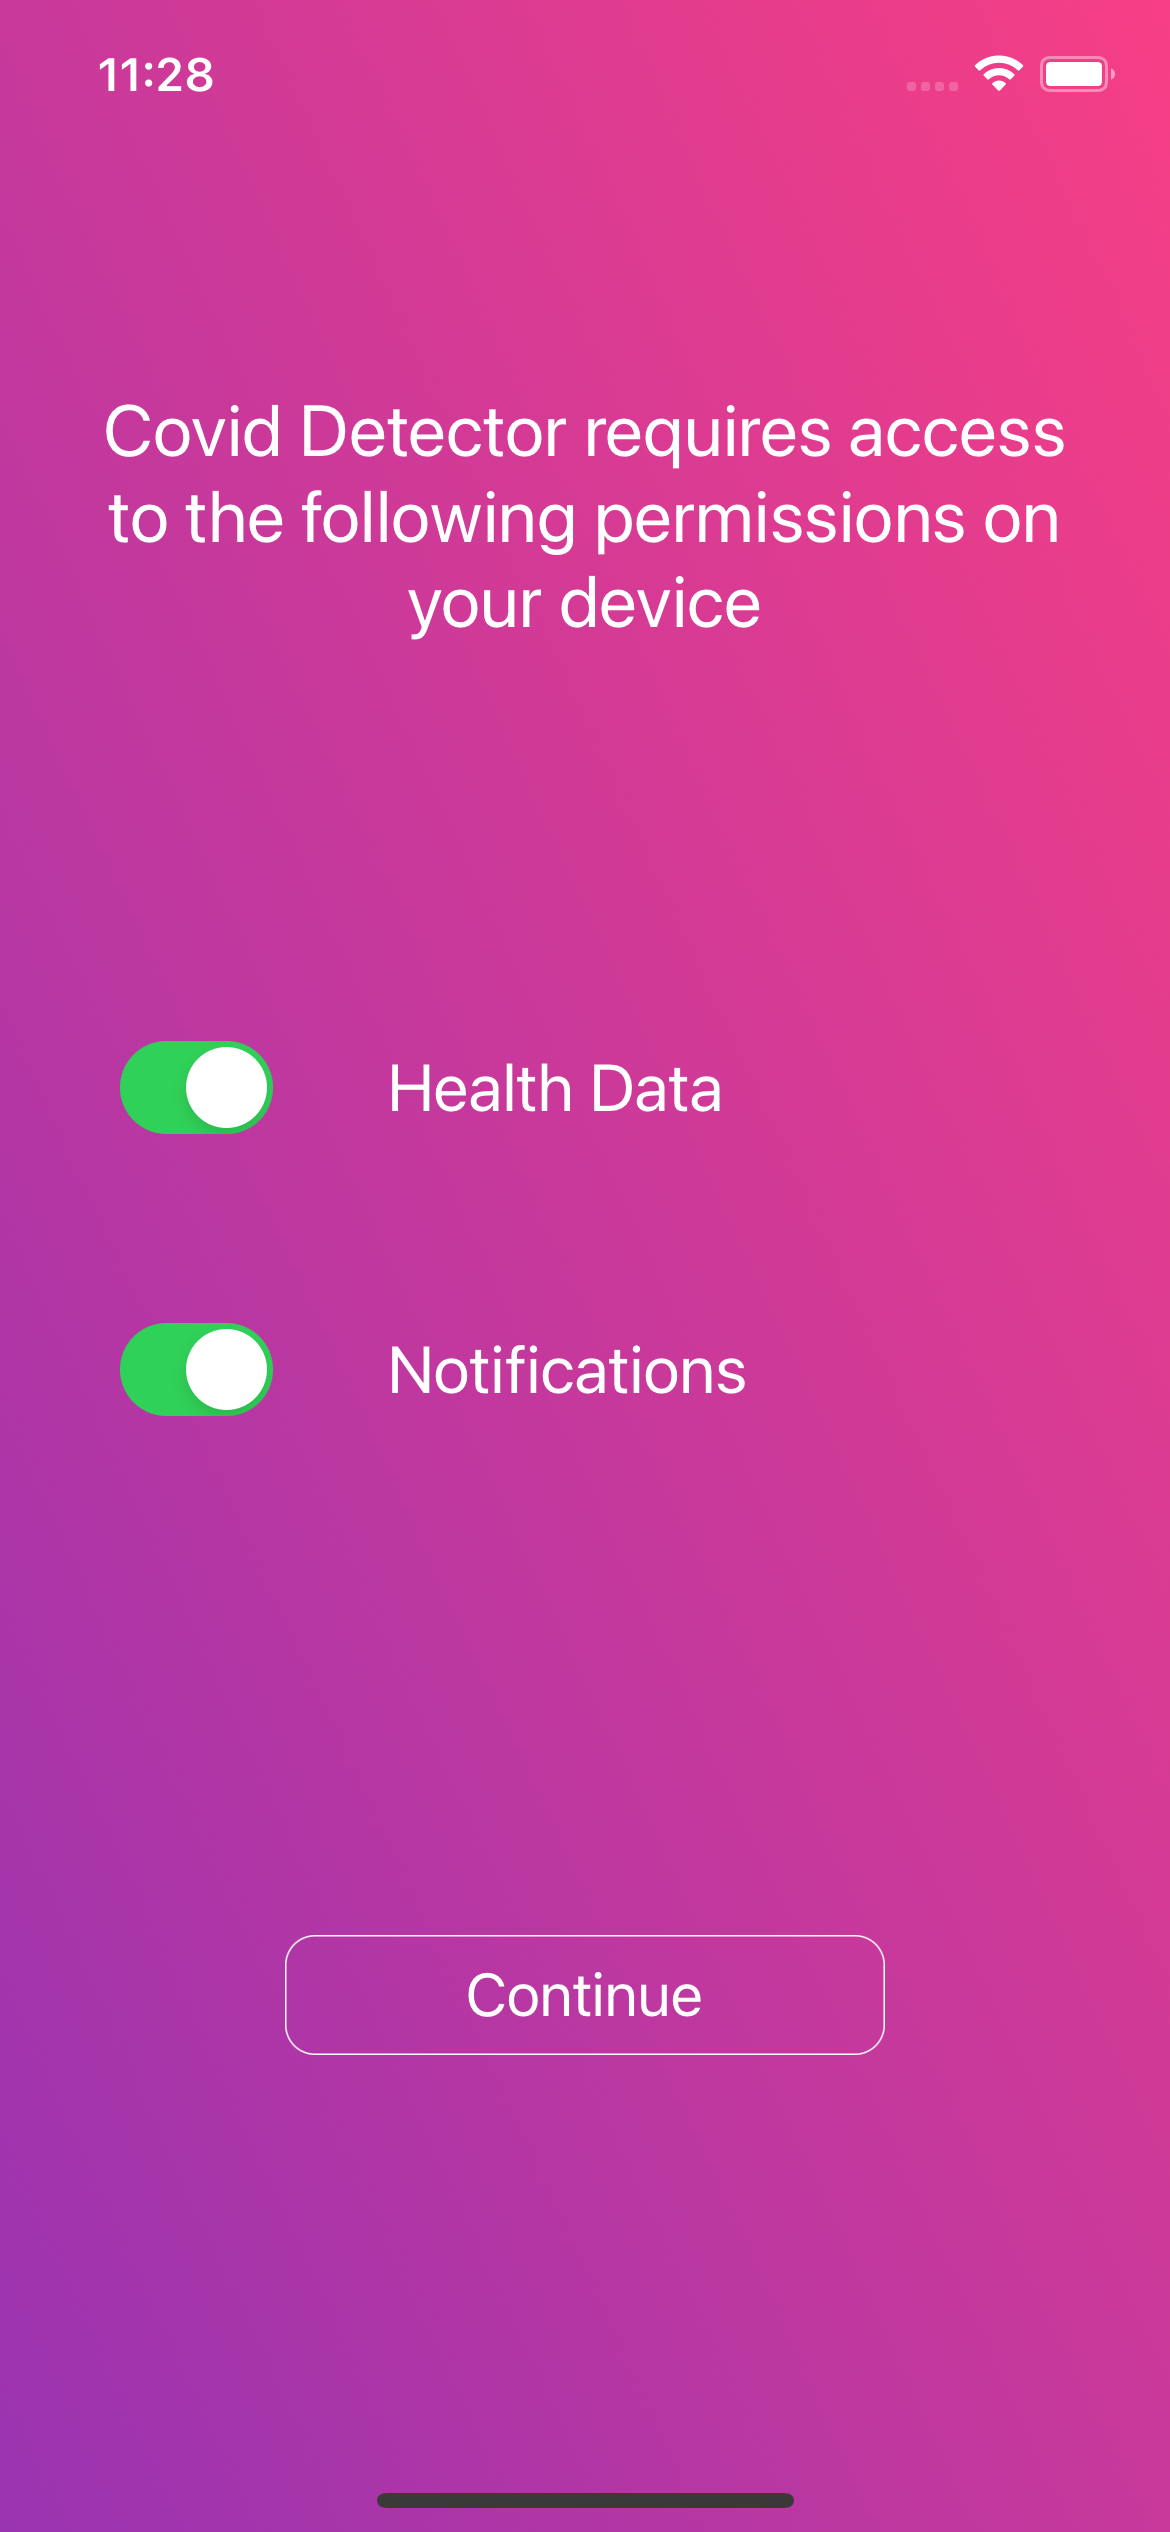 11:28
Covid Detector requires access
to the following permissions on
your device
Health Data
Notifications
Continue